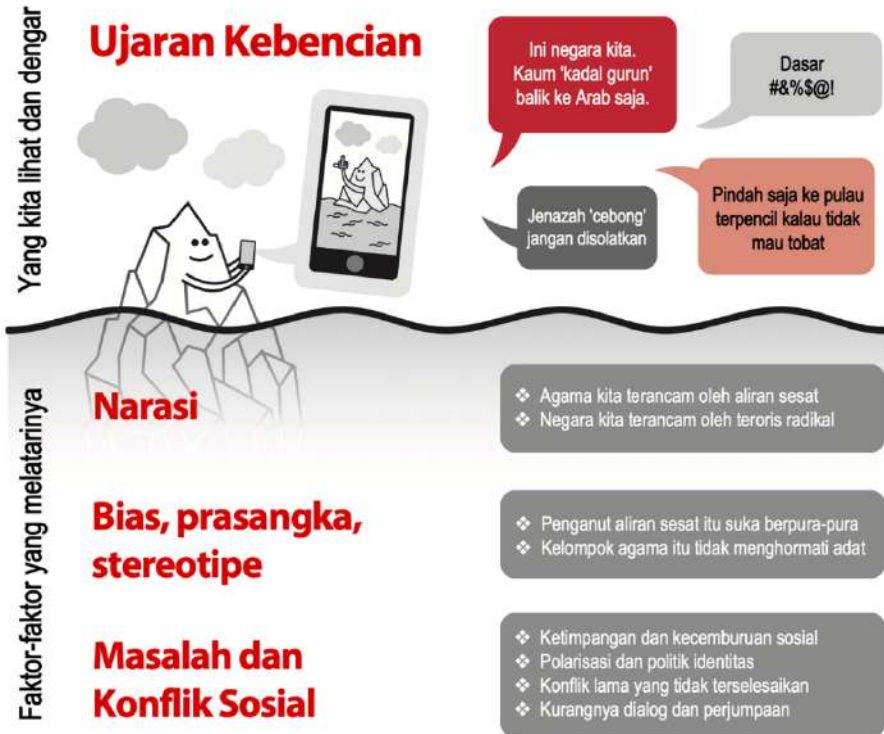 Yang kita lihat dan dengar
Ujaran Kebencian
Ini negara kita.
Kaum 'kadal gurun'
balik ke Arab saja.
Dasar
#&%$@!
Jenazah 'cebong'
jangan disolatkan
Pindah saja ke pulau
terpencil kalau tidak
mau tobat
Faktor-faktor yang melatarinya
Narasi
❖ Agama kita terancam oleh aliran sesat
❖ Negara kita terancam oleh teroris radikal
Bias, prasangka,
stereotipe
❖ Penganut aliran sesat itu suka berpura-pura
❖ Kelompok agama itu tidak menghormati adat
Masalah dan
Konflik Sosial
❖ Ketimpangan dan kecemburuan sosial
❖ Polarisasi dan politik identitas
❖ Konflik lama yang tidak terselesaikan
❖ Kurangnya dialog dan perjumpaan